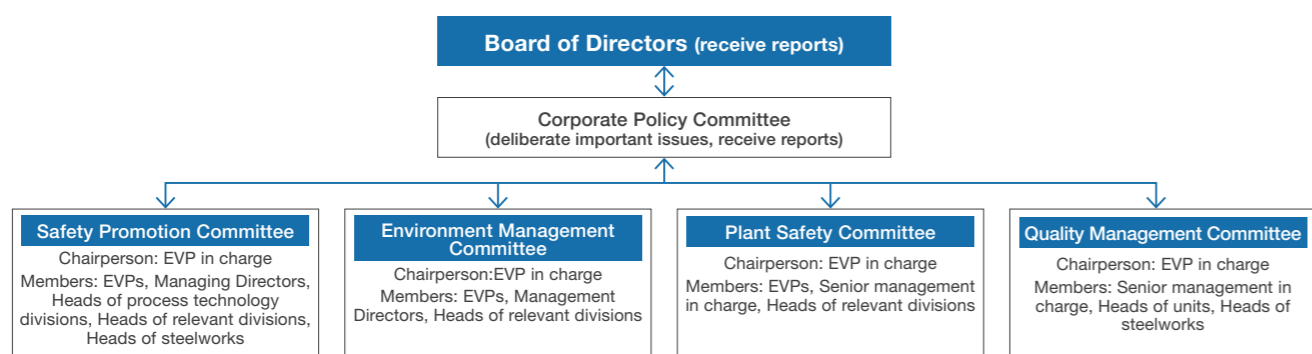 Board of Directors (receive reports)
Corporate Policy Committee
(deliberate important issues, receive reports)
Safety Promotion Committee
Chairperson: EVP in charge
Members: EVPs, Managing Directors,
Heads of process technology
divisions, Heads of relevant divisions,
Heads of steelworks
Environment Management
Committee
Chairperson:EVP in charge
Members: EVPs, Management
Directors, Heads of relevant divisions
Plant Safety Committee
Chairperson: EVP in charge
Members: EVPs, Senior management
in charge, Heads of relevant divisions
Quality Management Committee
Chairperson: EVP in charge
Members: Senior management in
charge, Heads of units, Heads of
steelworks